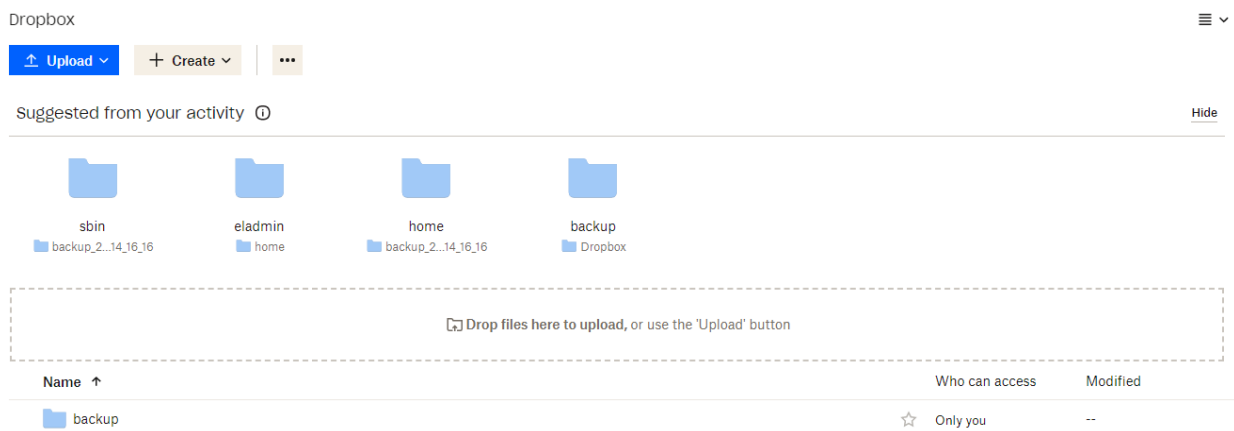 Dropbox
Upload
Create
Suggested from your activity
Hide
sbin eladmin home backup
backup_2...14_16_16 home backup_2...14_16_16 Dropbox
Drop files here to upload, or use the 'Upload' button
Name Who can access Modified
backup Only you --